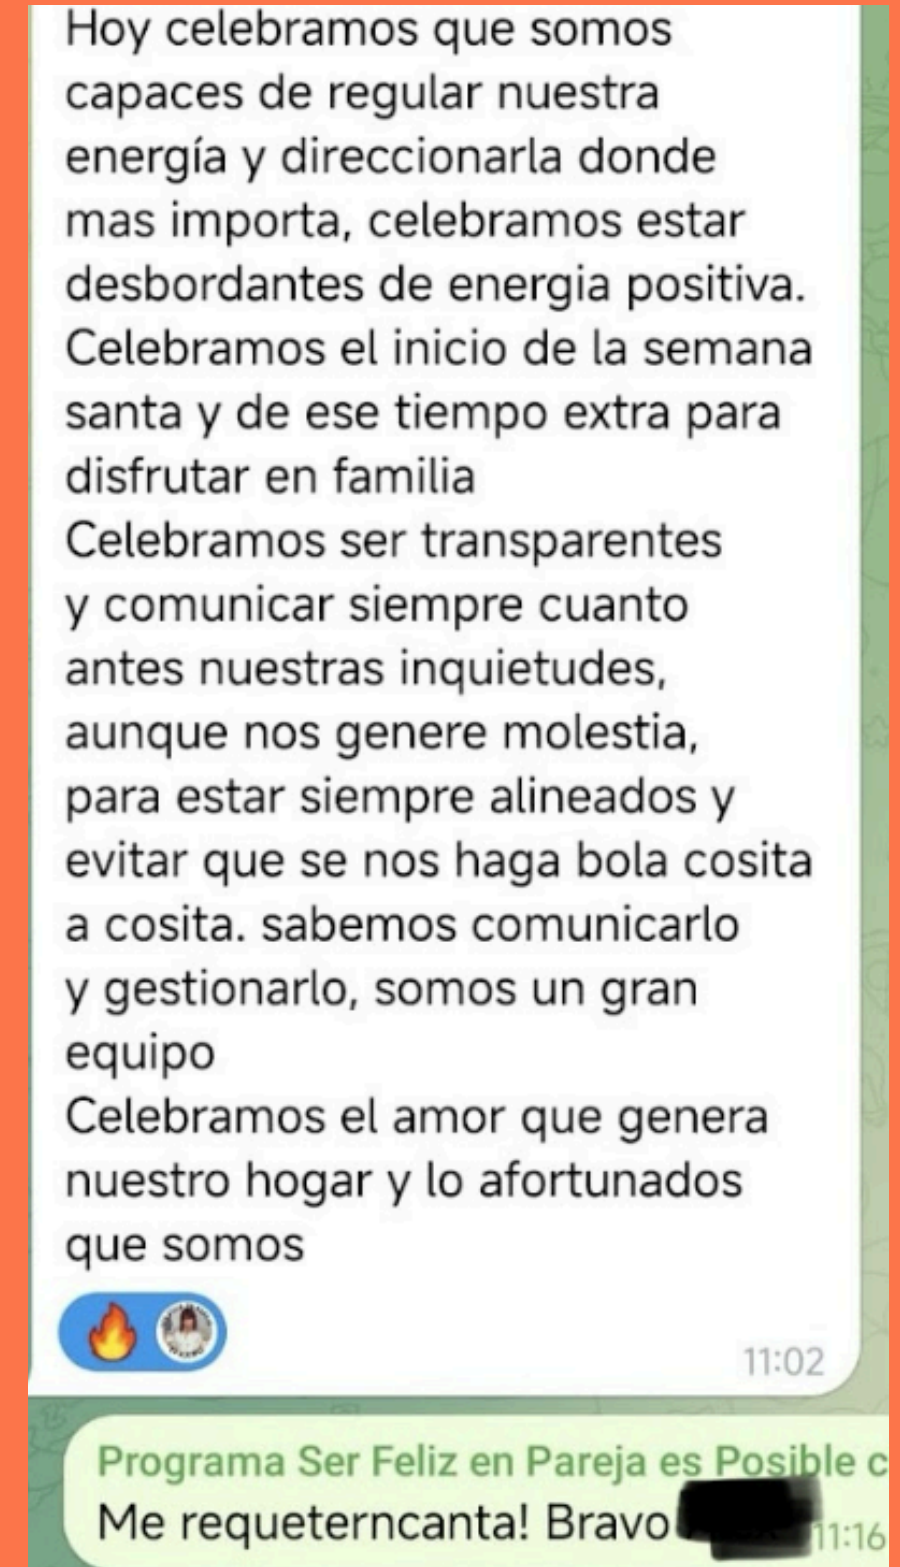 Hoy celebramos que somos
capaces de regular nuestra
energía y direccionarla donde
mas importa, celebramos estar
desbordantes de energia positiva.
Celebramos el inicio de la semana
santa y de ese tiempo extra para
disfrutar en familia
Celebramos ser transparentes
y comunicar siempre cuanto
antes nuestras inquietudes,
aunque nos genere molestia,
para estar siempre alineados y
evitar que se nos haga bola cosita
a cosita. sabemos comunicarlo
y gestionarlo, somos un gran
equipo
Celebramos el amor que genera
nuestro hogar y lo afortunados
que somos
11:02
Programa Ser Feliz en Pareja es Posible c
Me requeterncanta! Bravo
11:16